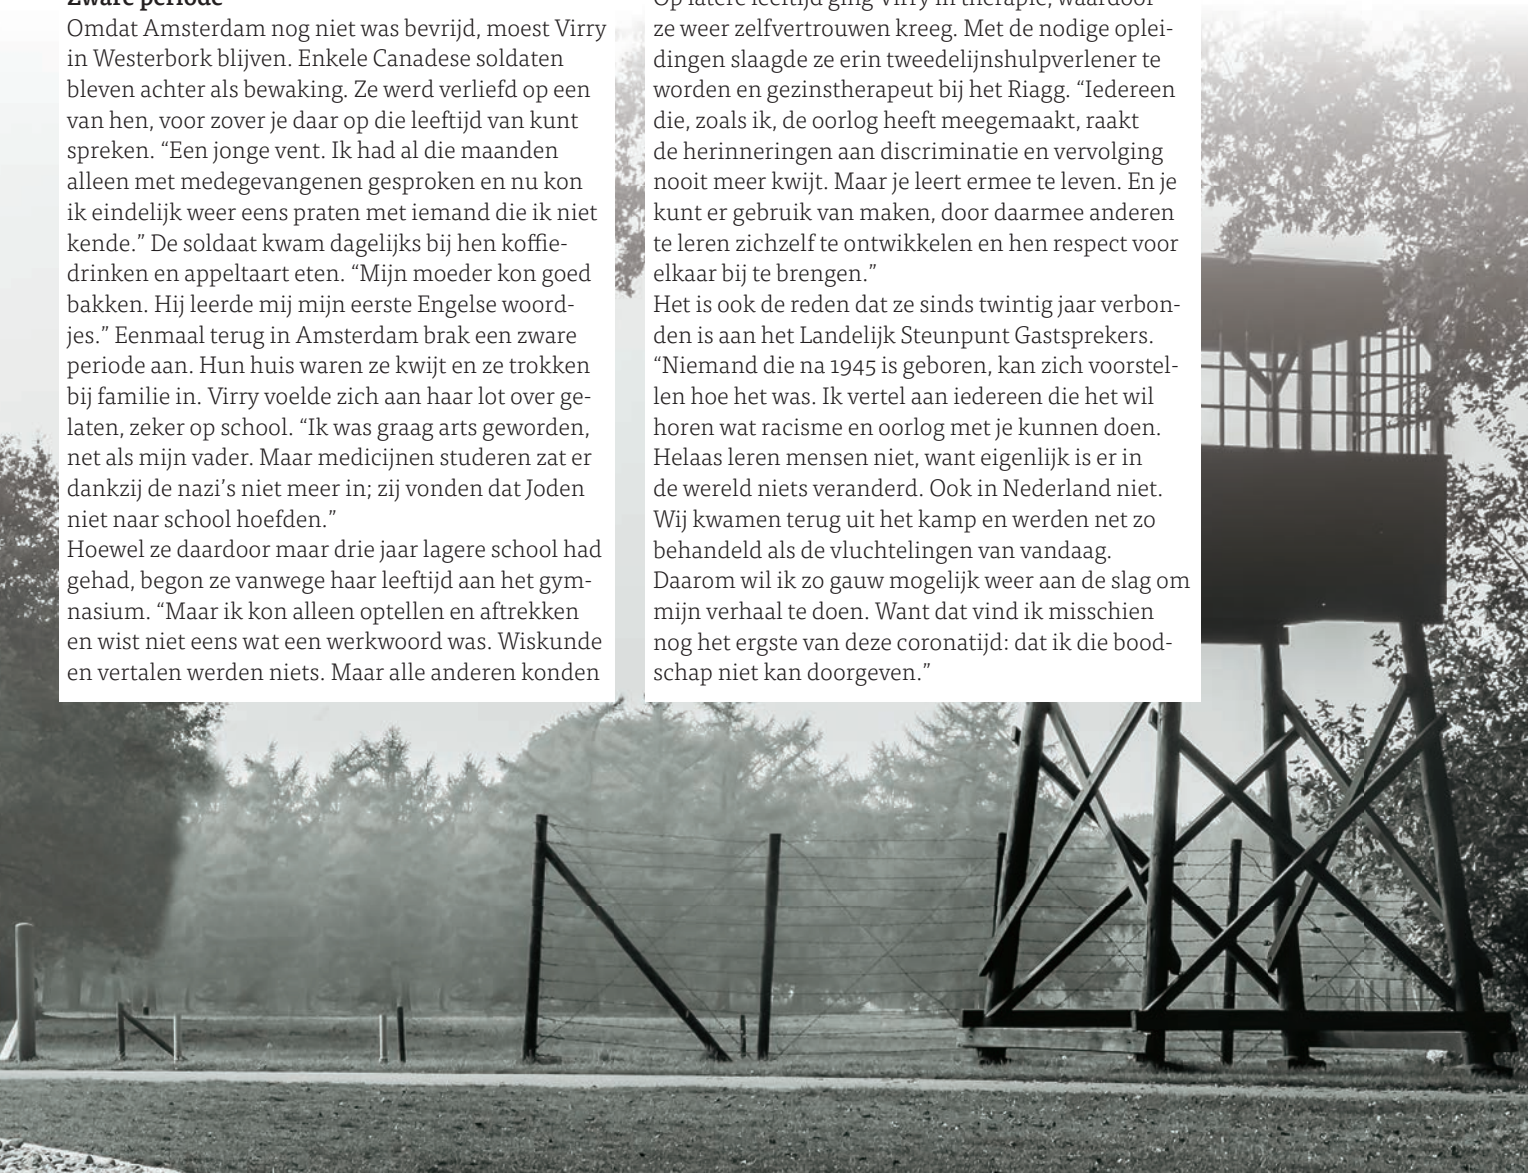 Zware periode
Omdat Amsterdam nog niet was bevrijd, moest Virry
in Westerbork blijven. Enkele Canadese soldaten
bleven achter als bewaking. Ze werd verliefd op een
van hen, voor zover je daar op die leeftijd van kunt
spreken. “Een jonge vent. Ik had al die maanden
alleen met medegevangenen gesproken en nu kon
ik eindelijk weer eens praten met iemand die ik niet
kende.” De soldaat kwam dagelijks bij hen koffie-
drinken en appeltaart eten. “Mijn moeder kon goed
bakken. Hij leerde mij mijn eerste Engelse woord-
jes.” Eenmaal terug in Amsterdam brak een zware
periode aan. Hun huis waren ze kwijt en ze trokken
bij familie in. Virry voelde zich aan haar lot over ge-
laten, zeker op school. “Ik was graag arts geworden,
net als mijn vader. Maar medicijnen studeren zat er
dankzij de nazi’s niet meer in; zij vonden dat Joden
niet naar school hoefden.”
Hoewel ze daardoor maar drie jaar lagere school had
gehad, begon ze vanwege haar leeftijd aan het gym-
nasium. “Maar ik kon alleen optellen en aftrekken
en wist niet eens wat een werkwoord was. Wiskunde
en vertalen werden niets. Maar alle anderen konden
Op latere leeftijd ging Virry in therapie, waardoor
ze weer zelfvertrouwen kreeg. Met de nodige oplei-
dingen slaagde ze erin tweedelijnshulpverlener te
worden en gezinstherapeut bij het Riagg. “Iedereen
die, zoals ik, de oorlog heeft meegemaakt, raakt
de herinneringen aan discriminatie en vervolging
nooit meer kwijt. Maar je leert ermee te leven. En je
kunt er gebruik van maken, door daarmee anderen
te leren zichzelf te ontwikkelen en hen respect voor
elkaar bij te brengen.”
Het is ook de reden dat ze sinds twintig jaar verbon-
den is aan het Landelijk Steunpunt Gastsprekers.
“Niemand die na 1945 is geboren, kan zich voorstel-
len hoe het was. Ik vertel aan iedereen die het wil
horen wat racisme en oorlog met je kunnen doen.
Helaas leren mensen niet, want eigenlijk is er in
de wereld niets veranderd. Ook in Nederland niet.
Wij kwamen terug uit het kamp en werden net zo
behandeld als de vluchtelingen van vandaag.
Daarom wil ik zo gauw mogelijk weer aan de slag om
mijn verhaal te doen. Want dat vind ik misschien
nog het ergste van deze coronatijd: dat ik die bood-
schap niet kan doorgeven.”